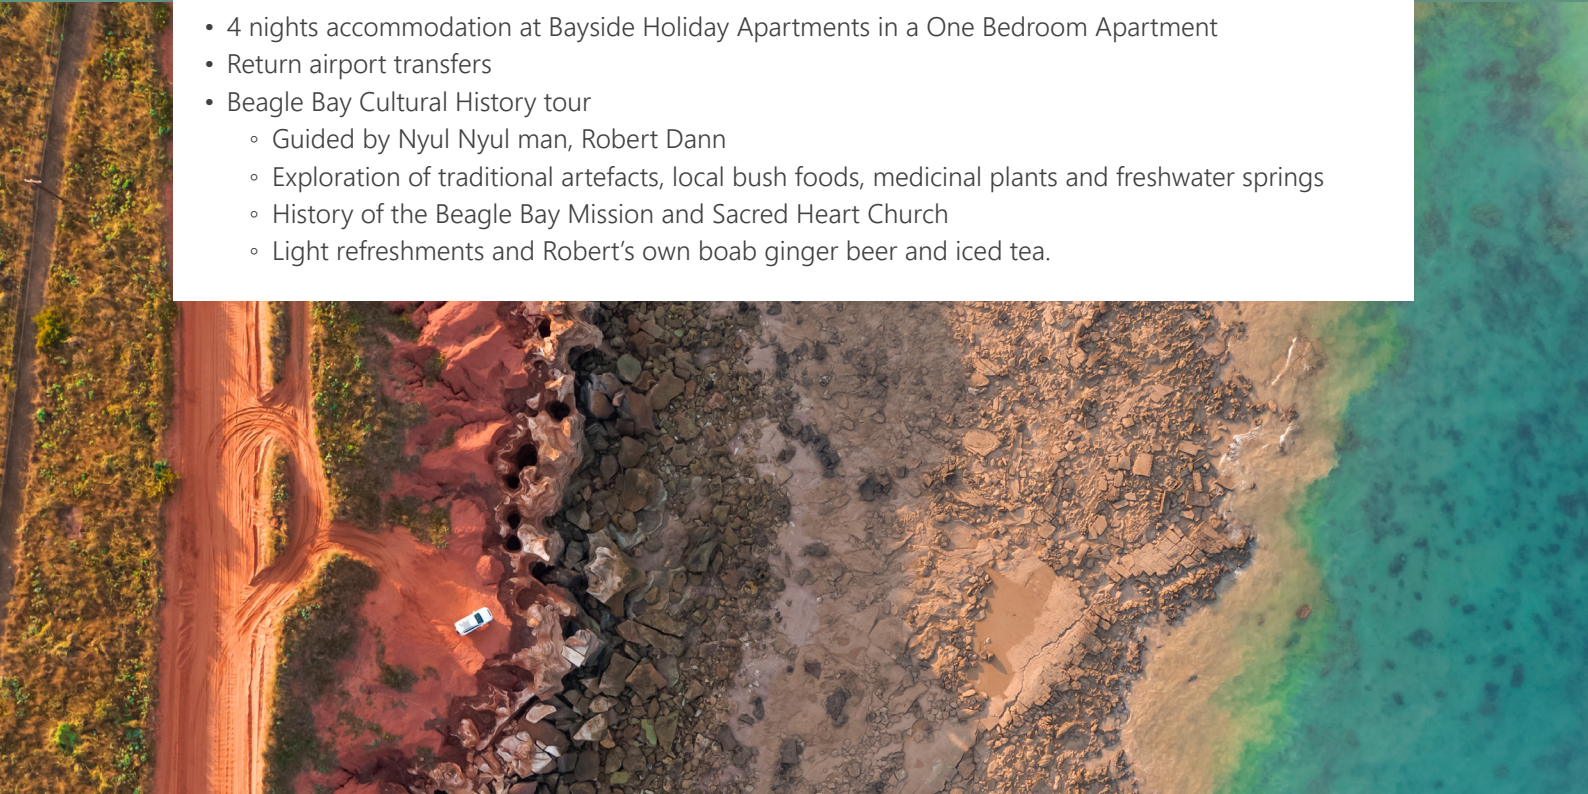 • 4 nights accommodation at Bayside Holiday Apartments in a One Bedroom Apartment
• Return airport transfers
• Beagle Bay Cultural History tour
◦ Guided by Nyul Nyul man, Robert Dann
◦ Exploration of traditional artefacts, local bush foods, medicinal plants and freshwater springs
◦ History of the Beagle Bay Mission and Sacred Heart Church
◦ Light refreshments and Robert’s own boab ginger beer and iced tea.